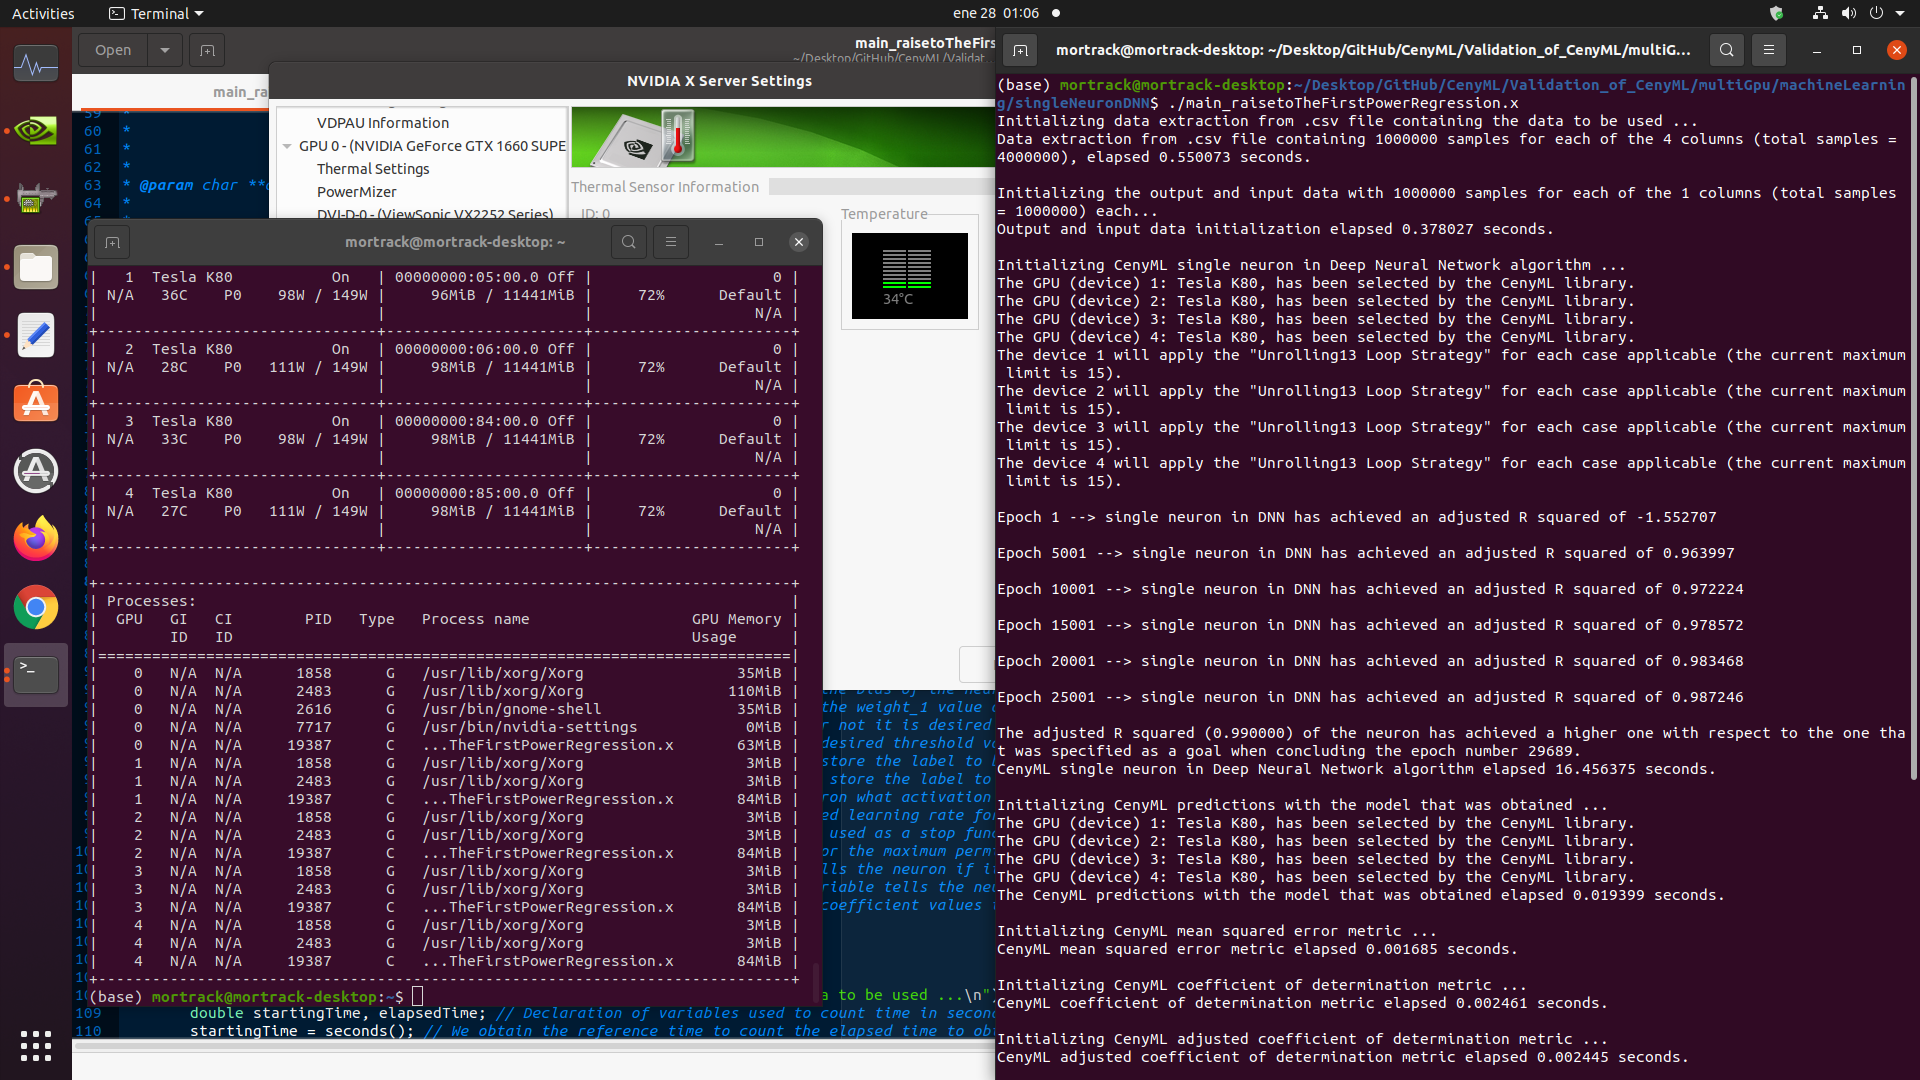 Activities
Terminal
ene 28 01:06
Open
main_raisetoTheFirs
~/Desktop/GitHub/CenyML/Validat...
main_ra
59 *
60 *
61 *
62 *
63 * @param char **
64 *
NVIDIA X Server Settings
VDPAU Information
GPU 0 - (NVIDIA GeForce GTX 1660 SUPE
Thermal Settings
PowerMizer
DVI-D-0 - (ViewSonic VX2252 Series)
Thermal Sensor Information
ID: 0
Temperature
34°C
mortrack@mortrack-desktop: ~
| 1 Tesla K80 On | 00000000:05:00.0 Off | 0 |
| N/A 36C P0 98W / 149W | 96MiB / 11441MiB | 72% Default |
| | | N/A |
+-------------------------------+----------------------+----------------------+
| 2 Tesla K80 On | 00000000:06:00.0 Off | 0 |
| N/A 28C P0 111W / 149W | 98MiB / 11441MiB | 72% Default |
| | | N/A |
+-------------------------------+----------------------+----------------------+
| 3 Tesla K80 On | 00000000:84:00.0 Off | 0 |
| N/A 33C P0 98W / 149W | 98MiB / 11441MiB | 72% Default |
| | | N/A |
+-------------------------------+----------------------+----------------------+
| 4 Tesla K80 On | 00000000:85:00.0 Off | 0 |
| N/A 27C P0 111W / 149W | 98MiB / 11441MiB | 72% Default |
| | | N/A |
+-------------------------------+----------------------+----------------------+
+-----------------------------------------------------------------------------+
| Processes: |
| GPU GI CI PID Type Process name GPU Memory |
| ID ID Usage |
|=============================================================================|
| 0 N/A N/A 1858 G /usr/lib/xorg/Xorg 35MiB |
| 0 N/A N/A 2483 G /usr/lib/xorg/Xorg 110MiB |
| 0 N/A N/A 2616 G /usr/bin/gnome-shell 35MiB |
| 0 N/A N/A 7717 G /usr/bin/nvidia-settings 0MiB |
| 0 N/A N/A 19387 C ...TheFirstPowerRegression.x 63MiB |
| 1 N/A N/A 1858 G /usr/lib/xorg/Xorg 3MiB |
| 1 N/A N/A 2483 G /usr/lib/xorg/Xorg 3MiB |
| 1 N/A N/A 19387 C ...TheFirstPowerRegression.x 84MiB |
| 2 N/A N/A 1858 G /usr/lib/xorg/Xorg 3MiB |
| 2 N/A N/A 2483 G /usr/lib/xorg/Xorg 3MiB |
| 2 N/A N/A 19387 C ...TheFirstPowerRegression.x 84MiB |
| 3 N/A N/A 1858 G /usr/lib/xorg/Xorg 3MiB |
| 3 N/A N/A 2483 G /usr/lib/xorg/Xorg 3MiB |
| 3 N/A N/A 19387 C ...TheFirstPowerRegression.x 84MiB |
| 4 N/A N/A 1858 G /usr/lib/xorg/Xorg 3MiB |
| 4 N/A N/A 2483 G /usr/lib/xorg/Xorg 3MiB |
| 4 N/A N/A 19387 C ...TheFirstPowerRegression.x 84MiB |
+-----------------------------------------------------------------------------+
(base) mortrack@mortrack-desktop:~$
the weight_1 value
r not it is desired
desired threshold v
store the label to
store the label to
ron what activation
ed learning rate fo
used as a stop func
or the maximum perm
lls the neuron if i
riable tells the neu
coefficient values
a to be used ...\n")
109 double startingTime, elapsedTime; // Declaration of variables used to count time in secon
110 startingTime = seconds(); // We obtain the reference time to count the elapsed time to ob
mortrack@mortrack-desktop: ~/Desktop/GitHub/CenyML/Validation_of_CenyML/multiG...
(base) mortrack@mortrack-desktop:~/Desktop/GitHub/CenyML/Validation_of_CenyML/multiGpu/machineLearnin
g/singleNeuronDNN$ ./main_raisetoTheFirstPowerRegression.x
Initializing data extraction from .csv file containing the data to be used ...
Data extraction from .csv file containing 1000000 samples for each of the 4 columns (total samples =
4000000), elapsed 0.550073 seconds.
Initializing the output and input data with 1000000 samples for each of the 1 columns (total samples
= 1000000) each...
Output and input data initialization elapsed 0.378027 seconds.
Initializing CenyML single neuron in Deep Neural Network algorithm ...
The GPU (device) 1: Tesla K80, has been selected by the CenyML library.
The GPU (device) 2: Tesla K80, has been selected by the CenyML library.
The GPU (device) 3: Tesla K80, has been selected by the CenyML library.
The GPU (device) 4: Tesla K80, has been selected by the CenyML library.
The device 1 will apply the "Unrolling13 Loop Strategy" for each case applicable (the current maximum
limit is 15).
The device 2 will apply the "Unrolling13 Loop Strategy" for each case applicable (the current maximum
limit is 15).
The device 3 will apply the "Unrolling13 Loop Strategy" for each case applicable (the current maximum
limit is 15).
The device 4 will apply the "Unrolling13 Loop Strategy" for each case applicable (the current maximum
limit is 15).
Epoch 1 --> single neuron in DNN has achieved an adjusted R squared of -1.552707
Epoch 5001 --> single neuron in DNN has achieved an adjusted R squared of 0.963997
Epoch 10001 --> single neuron in DNN has achieved an adjusted R squared of 0.972224
Epoch 15001 --> single neuron in DNN has achieved an adjusted R squared of 0.978572
Epoch 20001 --> single neuron in DNN has achieved an adjusted R squared of 0.983468
Epoch 25001 --> single neuron in DNN has achieved an adjusted R squared of 0.987246
The adjusted R squared (0.990000) of the neuron has achieved a higher one with respect to the one tha
t was specified as a goal when concluding the epoch number 29689.
CenyML single neuron in Deep Neural Network algorithm elapsed 16.456375 seconds.
Initializing CenyML predictions with the model that was obtained ...
The GPU (device) 1: Tesla K80, has been selected by the CenyML library.
The GPU (device) 2: Tesla K80, has been selected by the CenyML library.
The GPU (device) 3: Tesla K80, has been selected by the CenyML library.
The GPU (device) 4: Tesla K80, has been selected by the CenyML library.
The CenyML predictions with the model that was obtained elapsed 0.019399 seconds.
Initializing CenyML mean squared error metric ...
CenyML mean squared error metric elapsed 0.001685 seconds.
Initializing CenyML coefficient of determination metric ...
CenyML coefficient of determination metric elapsed 0.002461 seconds.
Initializing CenyML adjusted coefficient of determination metric ...
CenyML adjusted coefficient of determination metric elapsed 0.002445 seconds.